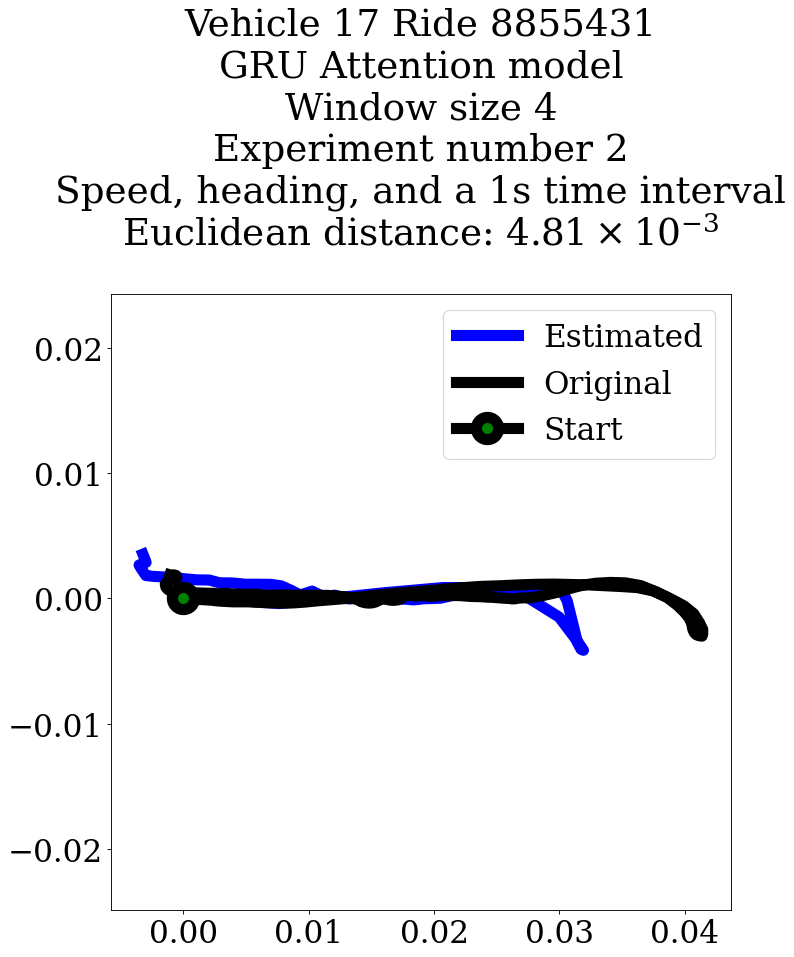 Vehicle 17 Ride 8855431
GRU Attention model
Window size 4
Experiment number 2
Speed, heading, and a 1s time interval
Euclidean distance: 4.81 × 10⁻³
Estimated
Original
Start
0.02
0.01
0.00
−0.01
−0.02
0.00 0.01 0.02 0.03 0.04